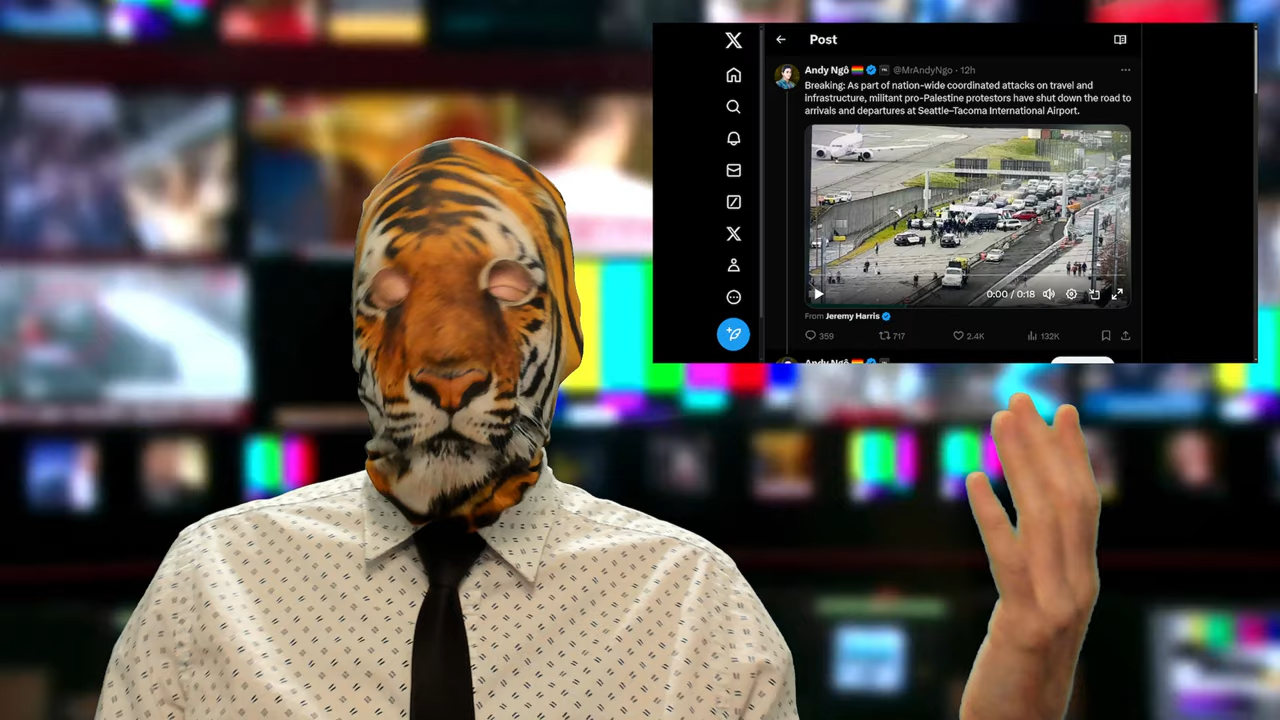 Post
Andy Ngô @MrAndyNgo · 12h
Breaking: As part of nation-wide coordinated attacks on travel and
infrastructure, militant pro-Palestine protestors have shut down the road to
arrivals and departures at Seattle–Tacoma International Airport.
0:00 / 0:18
From Jeremy Harris
359 717 2.4K 132K
Andy Ngô